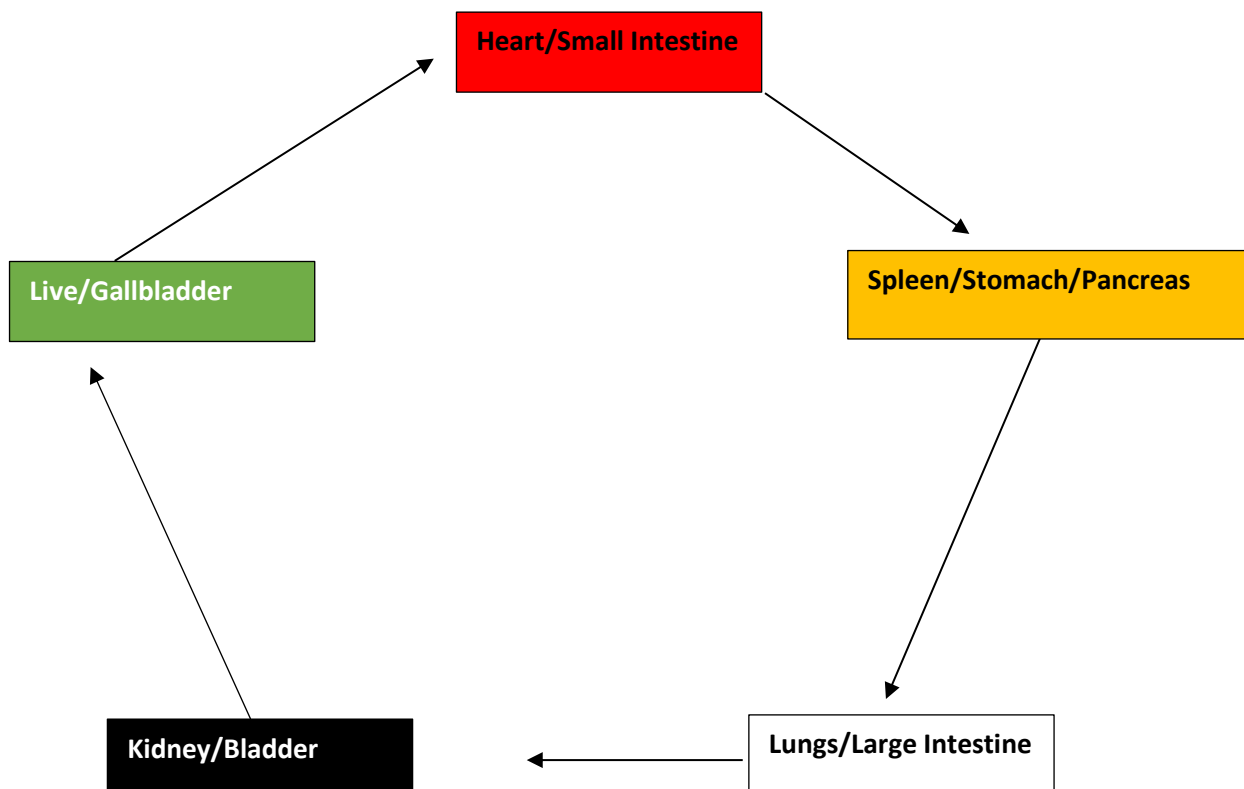 Heart/Small Intestine
Live/Gallbladder
Spleen/Stomach/Pancreas
Kidney/Bladder
Lungs/Large Intestine